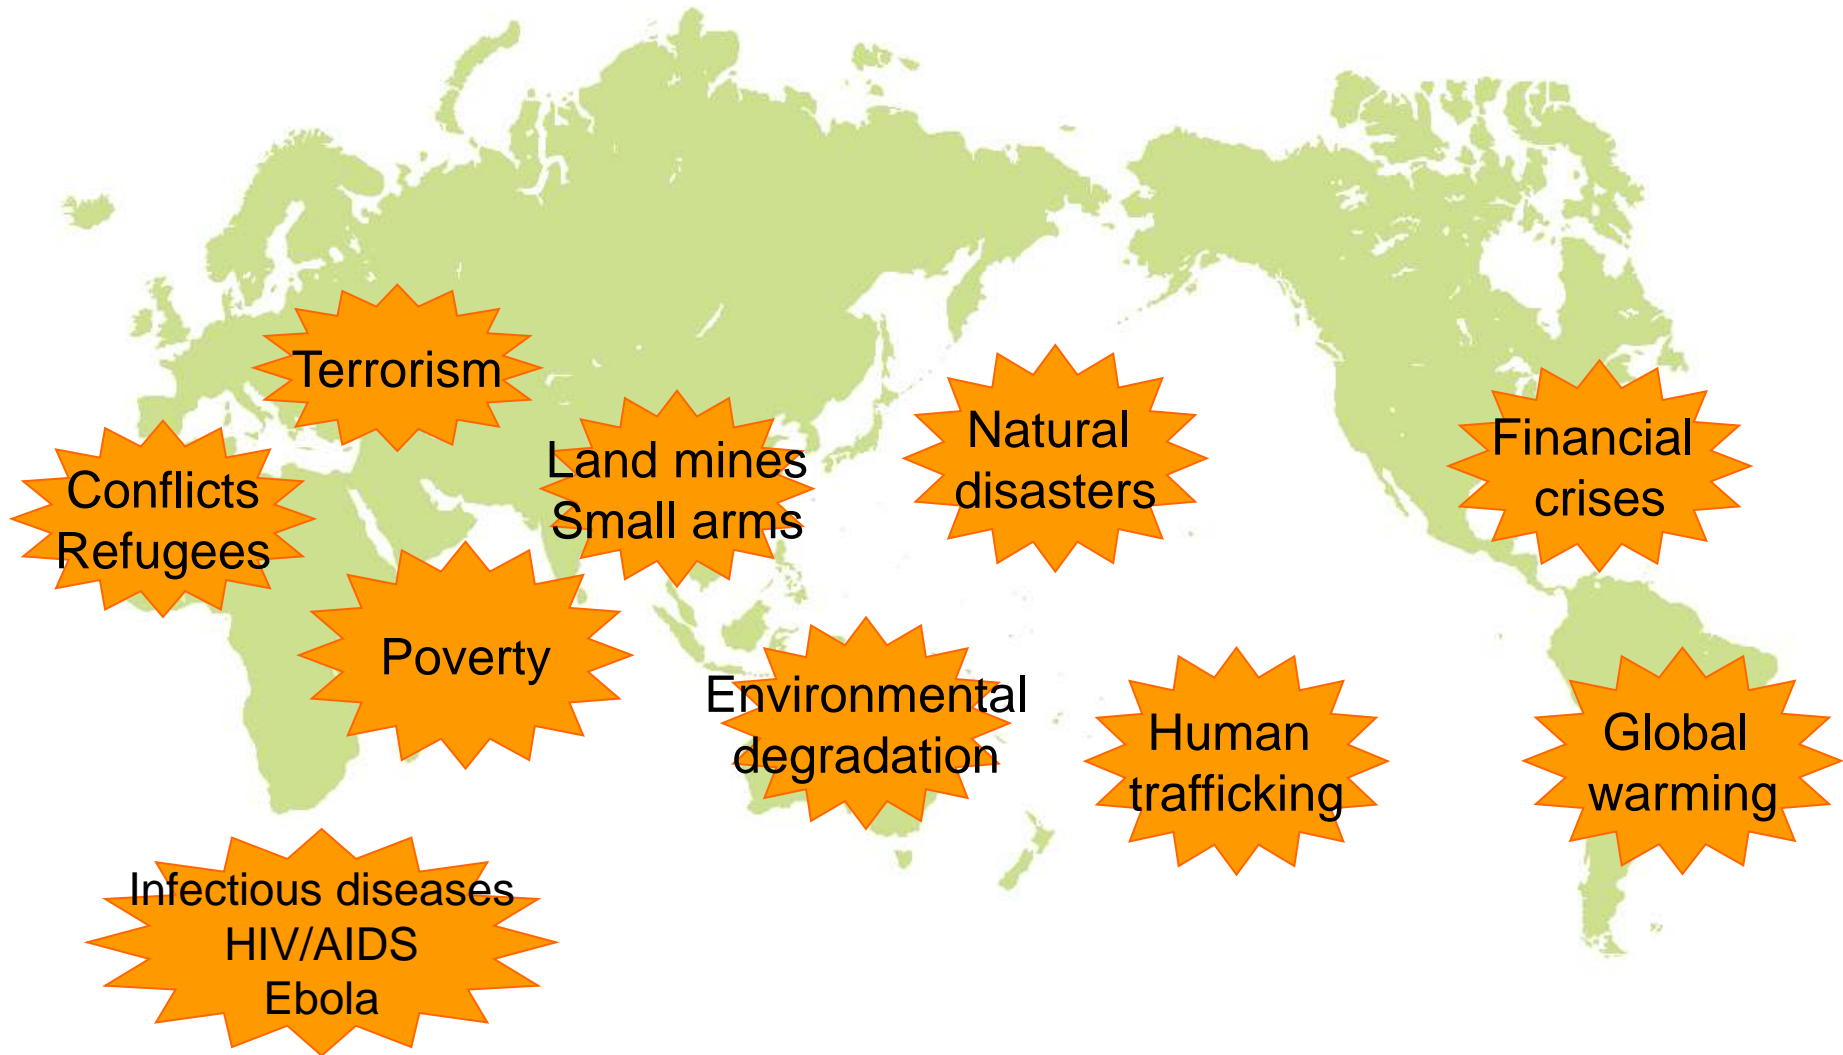 Terrorism
Conflicts
Refugees
Land mines
Small arms
Natural
disasters
Financial
crises
Poverty
Environmental
degradation
Human
trafficking
Global
warming
Infectious diseases
HIV/AIDS
Ebola